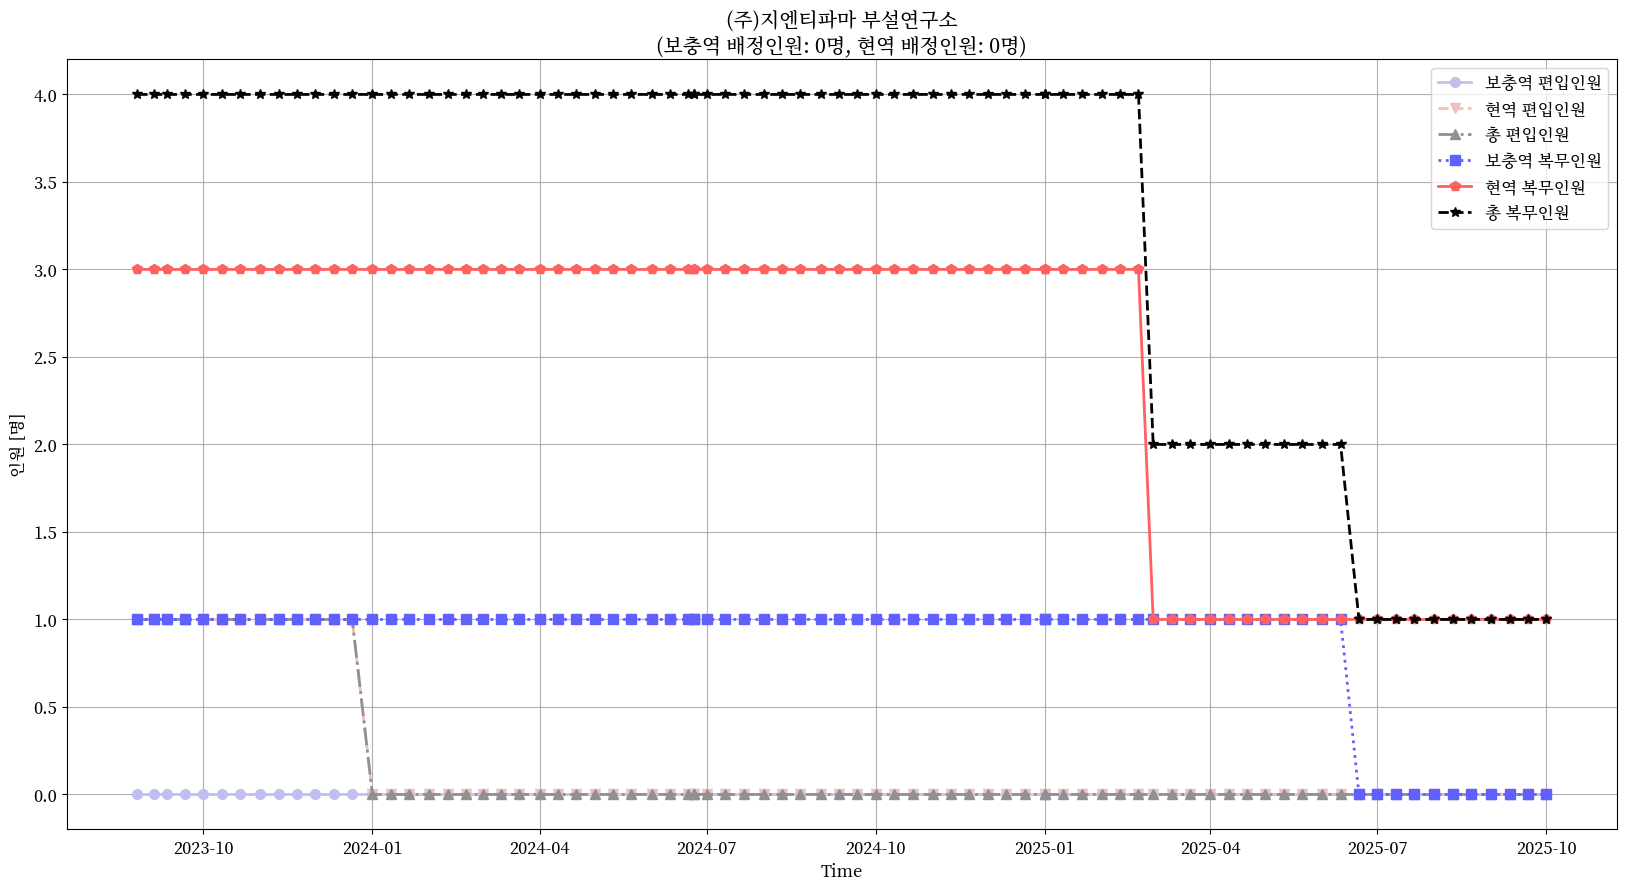 (주)지엔티파마 부설연구소
(보충역 배정인원: 0명, 현역 배정인원: 0명)
보충역 편입인원
현역 편입인원
총 편입인원
보충역 복무인원
현역 복무인원
총 복무인원
인원 [명]
4.0
3.5
3.0
2.5
2.0
1.5
1.0
0.5
0.0
2023-10
2024-01
2024-04
2024-07
2024-10
2025-01
2025-04
2025-07
2025-10
Time